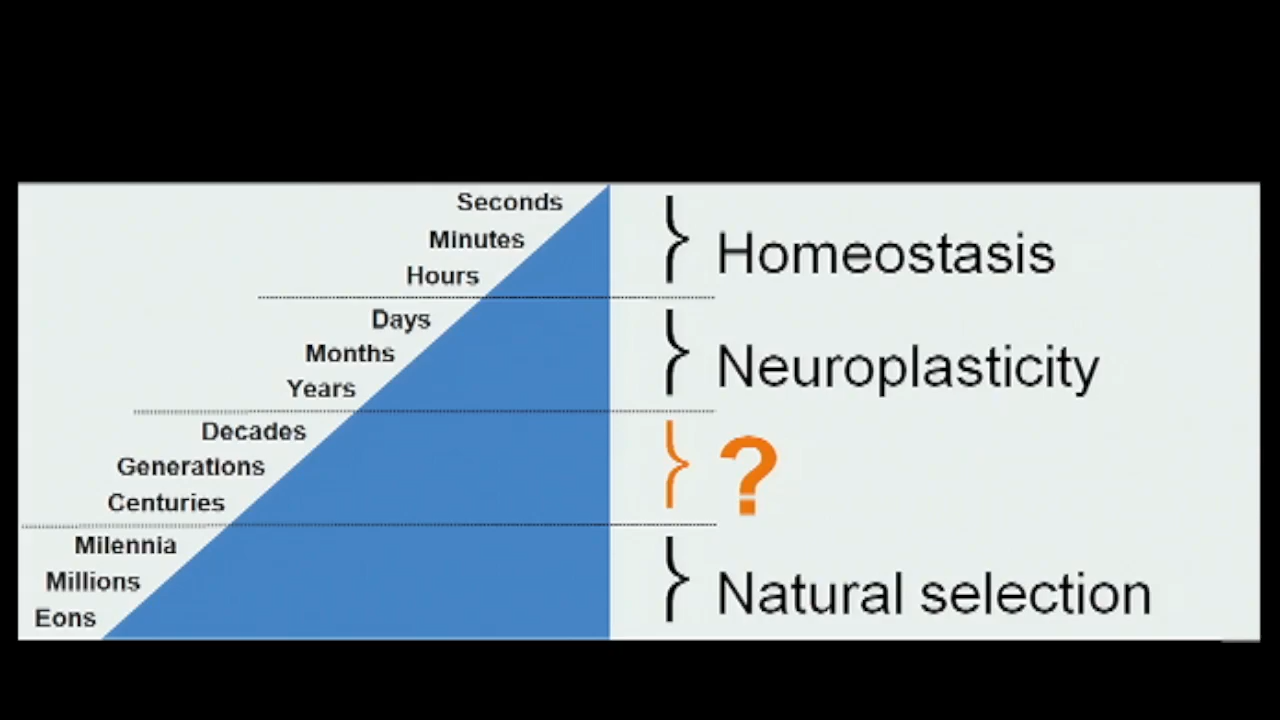 Seconds
Minutes
Hours
Homeostasis
Days
Months
Years
Neuroplasticity
Decades
Generations
Centuries
?
Milennia
Millions
Eons
Natural selection